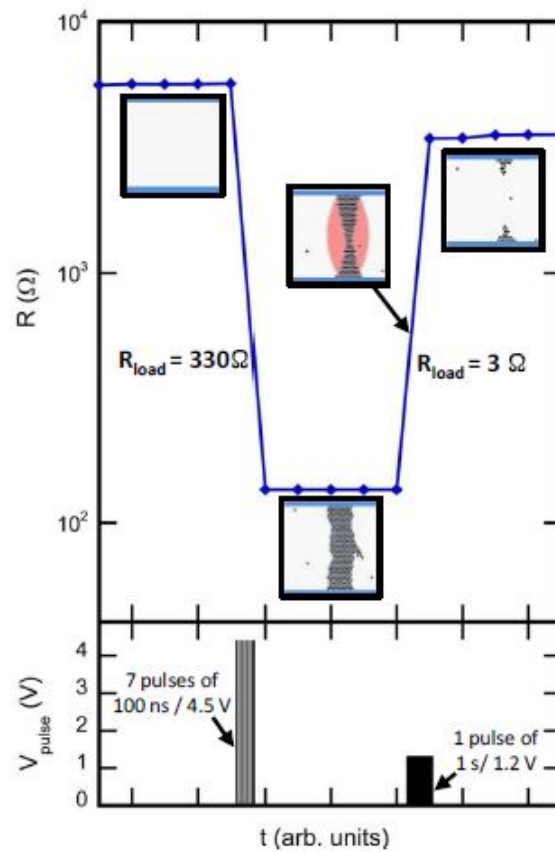 10⁴
10³
R (Ω)
R_load = 330Ω
R_load = 3 Ω
10²
4
3
2
1
0
V_pulse (V)
7 pulses of
100 ns / 4.5 V
1 pulse of
1 s/ 1.2 V
t (arb. units)